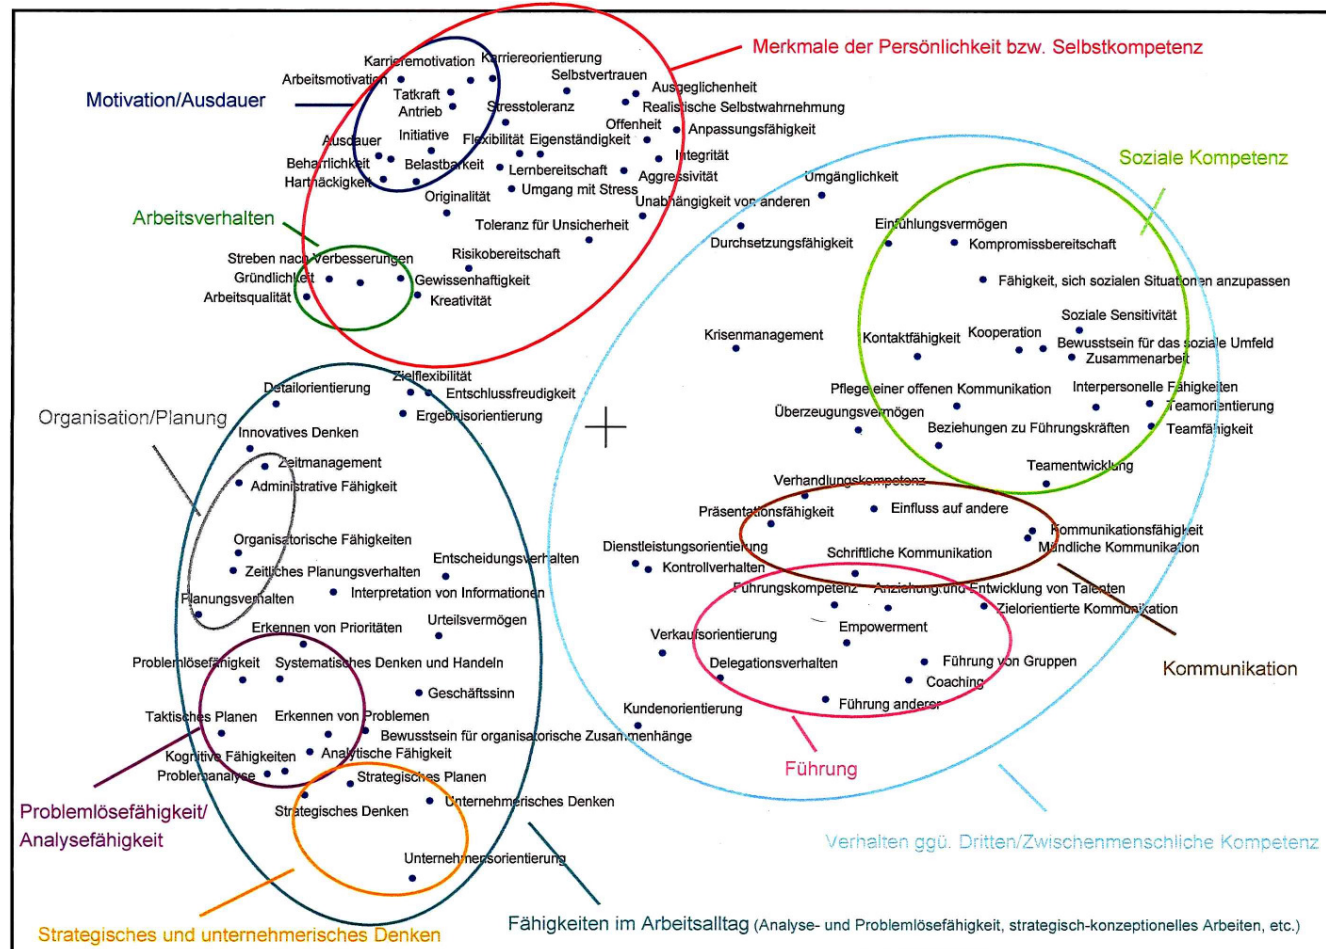 Merkmale der Persönlichkeit bzw. Selbstkompetenz
Karrieremotivation
Karriereorientierung
Arbeitsmotivation
Selbstvertrauen
Ausgeglichenheit
Motivation/Ausdauer
Tatkraft
Realistische Selbstwahrnehmung
Antrieb
Stresstoleranz
Offenheit
Anpassungsfähigkeit
Ausdauer
Initiative
Flexibilität
Eigenständigkeit
Integrität
Soziale Kompetenz
Beharrlichkeit
Belastbarkeit
Lernbereitschaft
Aggressivität
Hartnäckigkeit
Umgang mit Stress
Umgänglichkeit
Originalität
Unabhängigkeit von anderen
Arbeitsverhalten
Toleranz für Unsicherheit
Einfühlungsvermögen
Durchsetzungsfähigkeit
Kompromissbereitschaft
Streben nach Verbesserungen
Risikobereitschaft
Gründlichkeit
Gewissenhaftigkeit
Fähigkeit, sich sozialen Situationen anzupassen
Arbeitsqualität
Kreativität
Soziale Sensitivität
Krisenmanagement
Kontaktfähigkeit
Kooperation
Bewusstsein für das soziale Umfeld
Zusammenarbeit
Zielflexibilität
Detailorientierung
Entschlussfreudigkeit
Pflege einer offenen Kommunikation
Interpersonelle Fähigkeiten
Organisation/Planung
Ergebnisorientierung
Überzeugungsvermögen
Teamorientierung
Innovatives Denken
Beziehungen zu Führungskräften
Teamfähigkeit
Zeitmanagement
Teamentwicklung
Administrative Fähigkeit
Verhandlungskompetenz
Präsentationsfähigkeit
Einfluss auf andere
Kommunikationsfähigkeit
Organisatorische Fähigkeiten
Entscheidungsverhalten
Dienstleistungsorientierung
Schriftliche Kommunikation
Mündliche Kommunikation
Zeitliches Planungsverhalten
Kontrollverhalten
Interpretation von Informationen
Führungskompetenz
Anziehung und Entwicklung von Talenten
Planungsverhalten
Zielorientierte Kommunikation
Erkennen von Prioritäten
Urteilsvermögen
Verkaufsorientierung
Empowerment
Problemlösefähigkeit
Systematisches Denken und Handeln
Delegationsverhalten
Führung von Gruppen
Kommunikation
Geschäftssinn
Coaching
Taktisches Planen
Erkennen von Problemen
Kundenorientierung
Führung anderer
Bewusstsein für organisatorische Zusammenhänge
Kognitive Fähigkeiten
Analytische Fähigkeit
Problemanalyse
Strategisches Planen
Führung
Problemlösefähigkeit/
Analysefähigkeit
Strategisches Denken
Unternehmerisches Denken
Verhalten ggü. Dritten/Zwischenmenschliche Kompetenz
Unternehmensorientierung
Strategisches und unternehmerisches Denken
Fähigkeiten im Arbeitsalltag (Analyse- und Problemlösefähigkeit, strategisch-konzeptionelles Arbeiten, etc.)